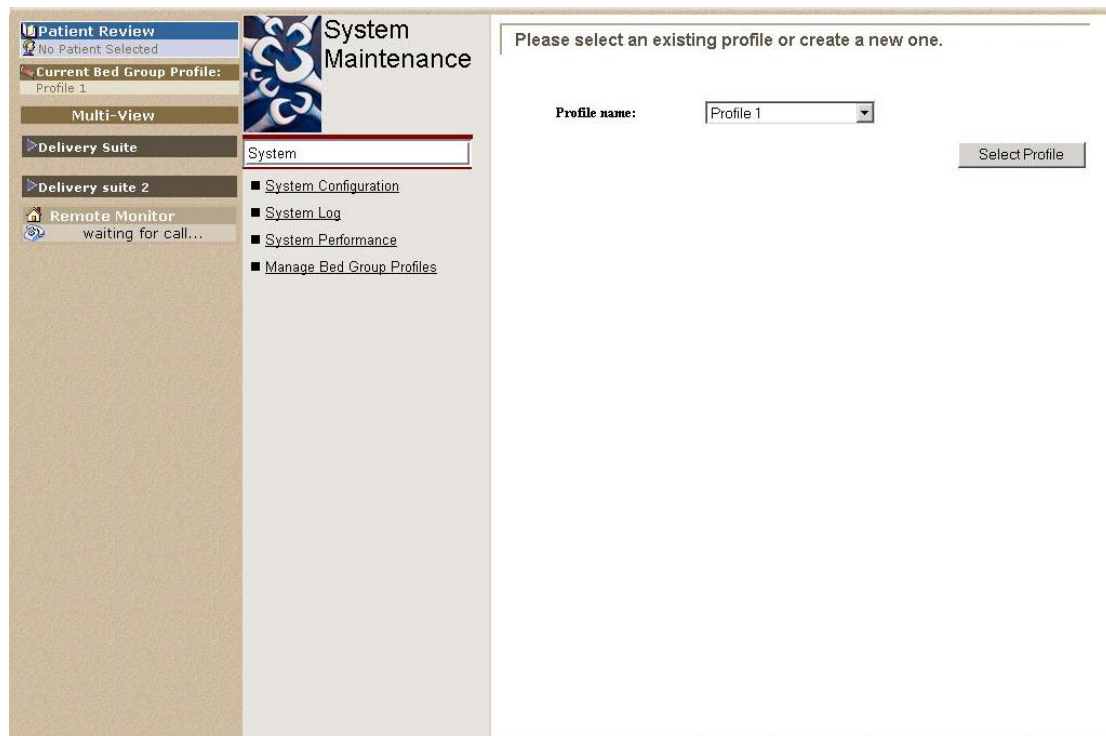 Patient Review
No Patient Selected
Current Bed Group Profile:
Profile 1
Multi-View
Delivery Suite
Delivery suite 2
Remote Monitor
waiting for call...
System
Maintenance
System
System Configuration
System Log
System Performance
Manage Bed Group Profiles
Please select an existing profile or create a new one.
Profile name:
Profile 1
Select Profile